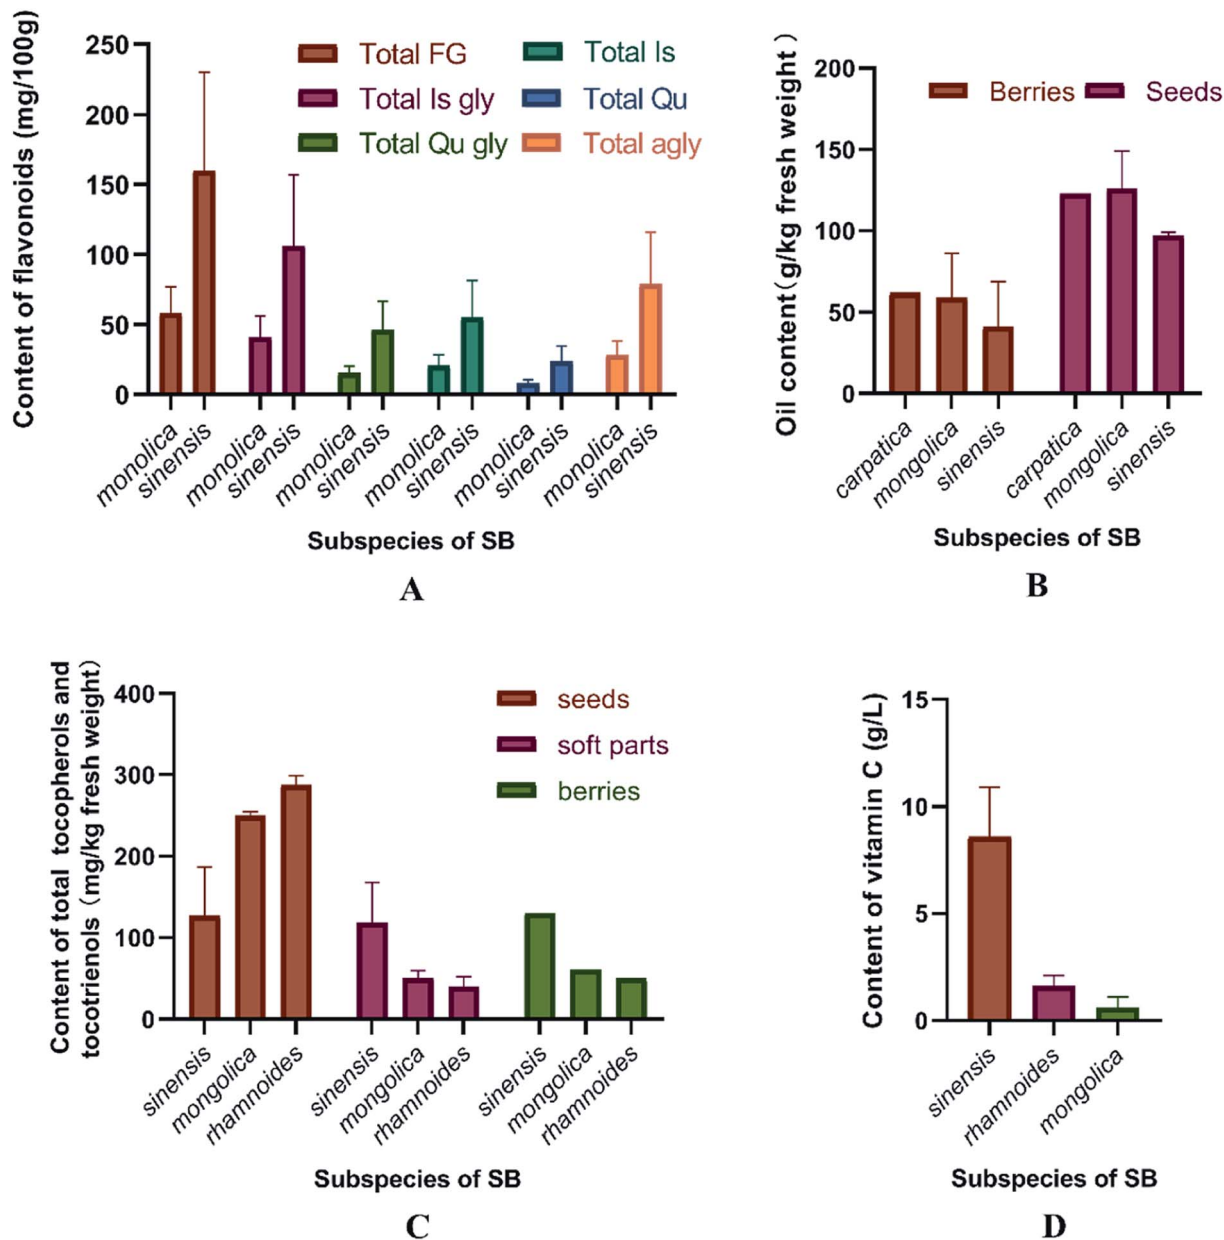 Content of flavonoids (mg/100g)
250
200
150
100
50
0
Total FG
Total Is gly
Total Qu gly
Total Is
Total Qu
Total agly
monolica
sinensis
monolica
sinensis
monolica
sinensis
monolica
sinensis
monolica
sinensis
monolica
sinensis
Subspecies of SB
A
Oil content(g/kg fresh weight )
200
150
100
50
0
Berries
Seeds
carpatica
mongolica
sinensis
carpatica
mongolica
sinensis
Subspecies of SB
B
Content of total tocopherols and
tocotrienols (mg/kg fresh weight)
400
300
200
100
0
seeds
soft parts
berries
sinensis
mongolica
rhamnoides
sinensis
mongolica
rhamnoides
sinensis
mongolica
rhamnoides
Subspecies of SB
C
Content of vitamin C (g/L)
15
10
5
0
sinensis
rhamnoides
mongolica
Subspecies of SB
D